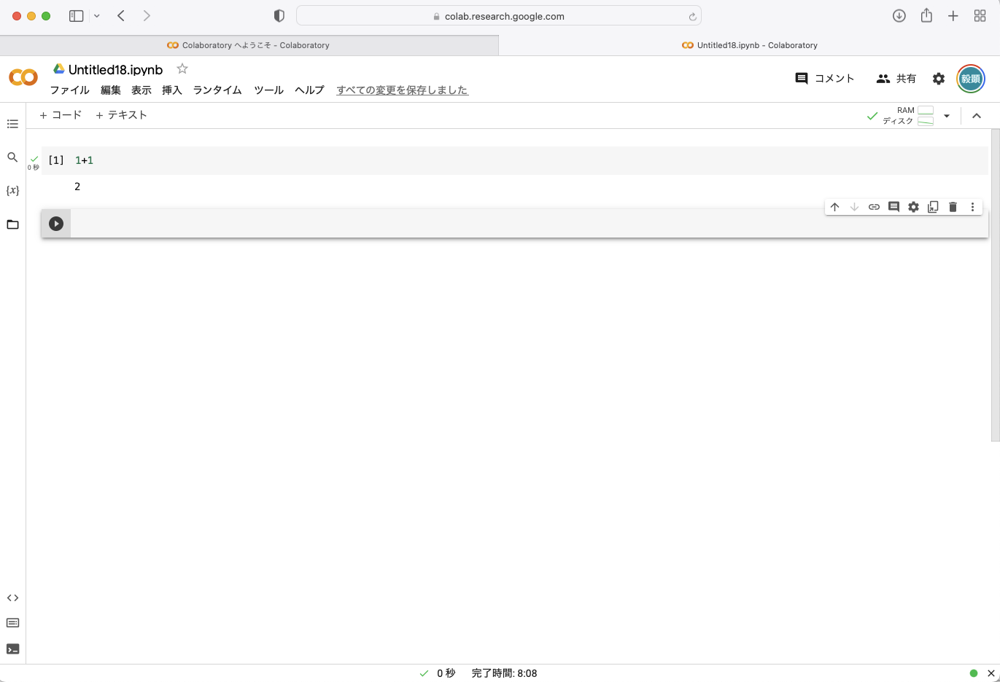 colab.research.google.com
Colaboratory へようこそ - Colaboratory
Untitled18.ipynb - Colaboratory
Untitled18.ipynb
コメント
共有
毅顕
ファイル 編集 表示 挿入 ランタイム ツール ヘルプ すべての変更を保存しました
+ コード + テキスト
RAM
ディスク
[1] 1+1
0 秒
2
{x}
0 秒 完了時間: 8:08